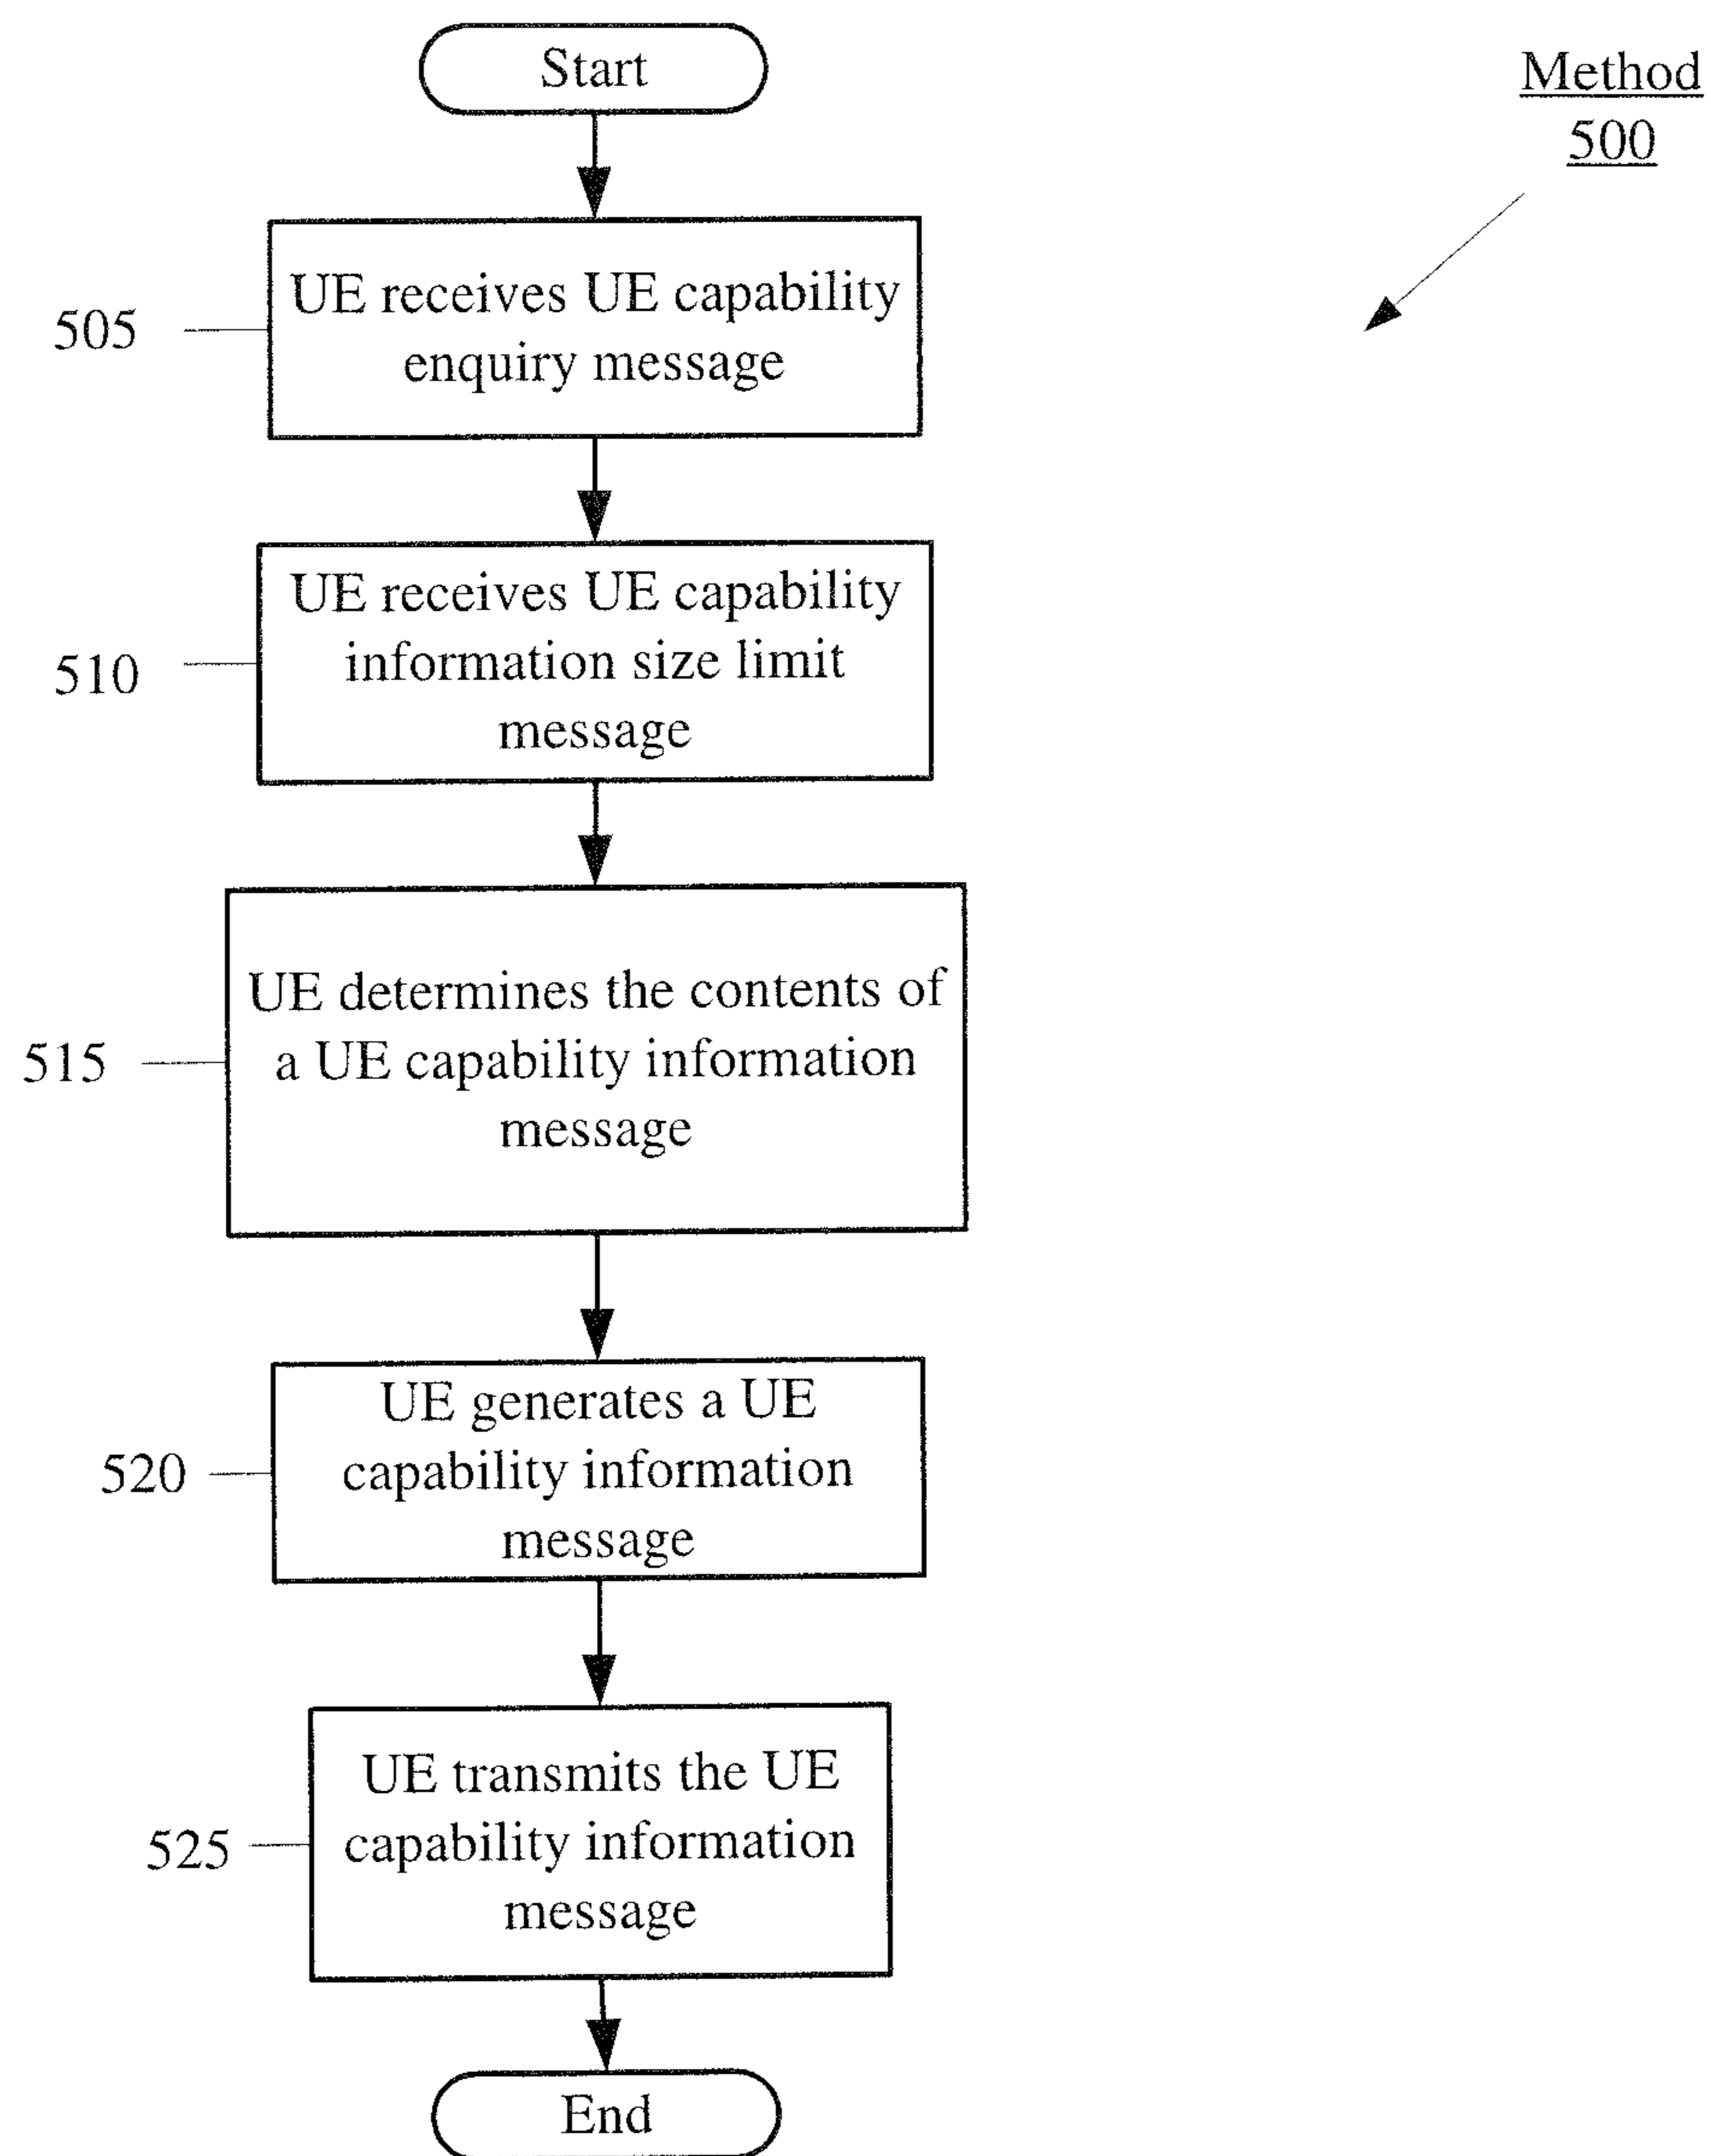 Start
Method
500
505
UE receives UE capability
enquiry message
510
UE receives UE capability
information size limit
message
515
UE determines the contents of
a UE capability information
message
520
UE generates a UE
capability information
message
525
UE transmits the UE
capability information
message
End